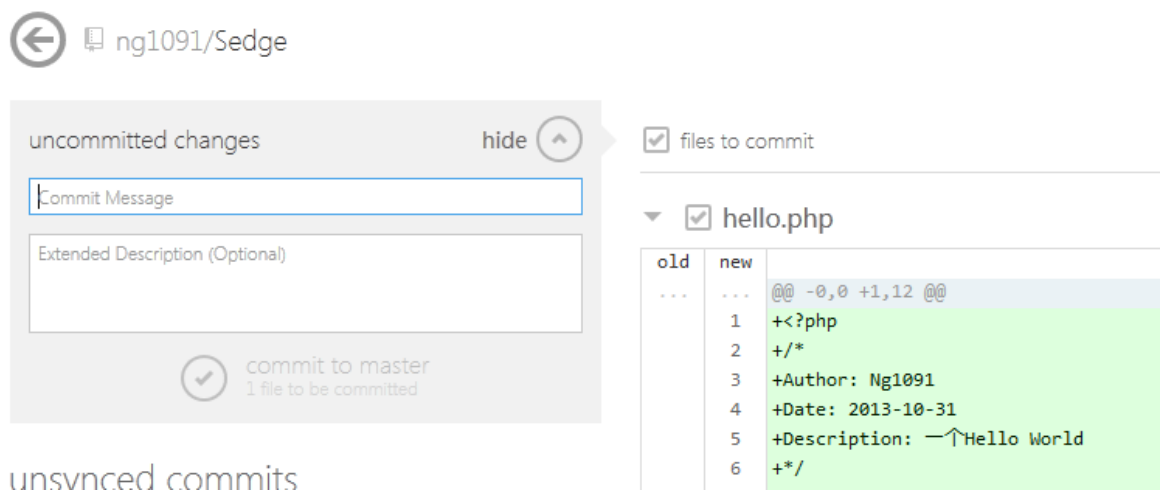 ng1091/Sedge
uncommitted changes
hide
Commit Message
Extended Description (Optional)
commit to master
1 file to be committed
unsynced commits
files to commit
hello.php
old new
... ... @@ -0,0 +1,12 @@
1 +<?php
2 +/*
3 +Author: Ng1091
4 +Date: 2013-10-31
5 +Description: 一个Hello World
6 +*/